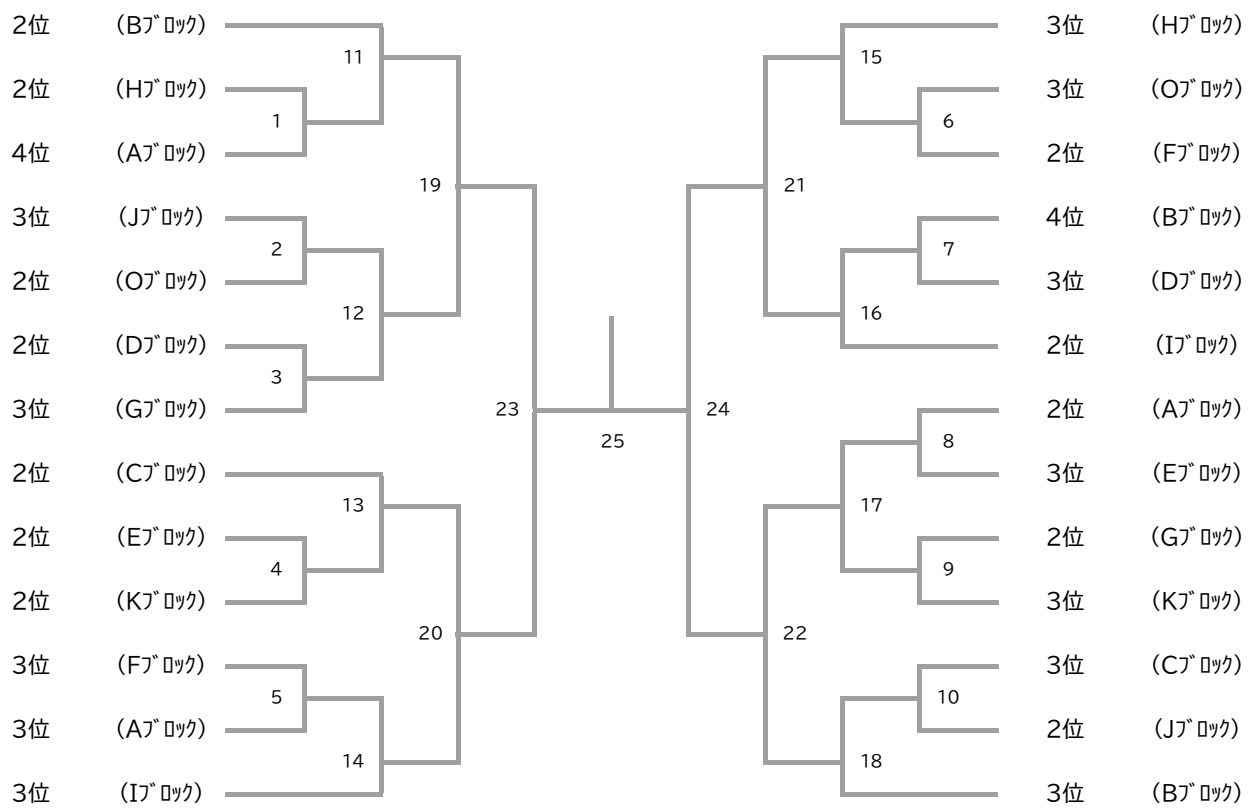 2位 (Bﾌﾞﾛｯｸ) 3位 (Hﾌﾞﾛｯｸ)
11 15
2位 (Hﾌﾞﾛｯｸ) 3位 (Oﾌﾞﾛｯｸ)
1 6
4位 (Aﾌﾞﾛｯｸ) 2位 (Fﾌﾞﾛｯｸ)
19 21
3位 (Jﾌﾞﾛｯｸ) 4位 (Bﾌﾞﾛｯｸ)
2 7
2位 (Oﾌﾞﾛｯｸ) 3位 (Dﾌﾞﾛｯｸ)
12 16
2位 (Dﾌﾞﾛｯｸ) 2位 (Iﾌﾞﾛｯｸ)
3
3位 (Gﾌﾞﾛｯｸ) 23 24 2位 (Aﾌﾞﾛｯｸ)
25 8
2位 (Cﾌﾞﾛｯｸ) 3位 (Eﾌﾞﾛｯｸ)
13 17
2位 (Eﾌﾞﾛｯｸ) 2位 (Gﾌﾞﾛｯｸ)
4 9
2位 (Kﾌﾞﾛｯｸ) 3位 (Kﾌﾞﾛｯｸ)
20 22
3位 (Fﾌﾞﾛｯｸ) 3位 (Cﾌﾞﾛｯｸ)
5 10
3位 (Aﾌﾞﾛｯｸ) 2位 (Jﾌﾞﾛｯｸ)
14 18
3位 (Iﾌﾞﾛｯｸ) 3位 (Bﾌﾞﾛｯｸ)